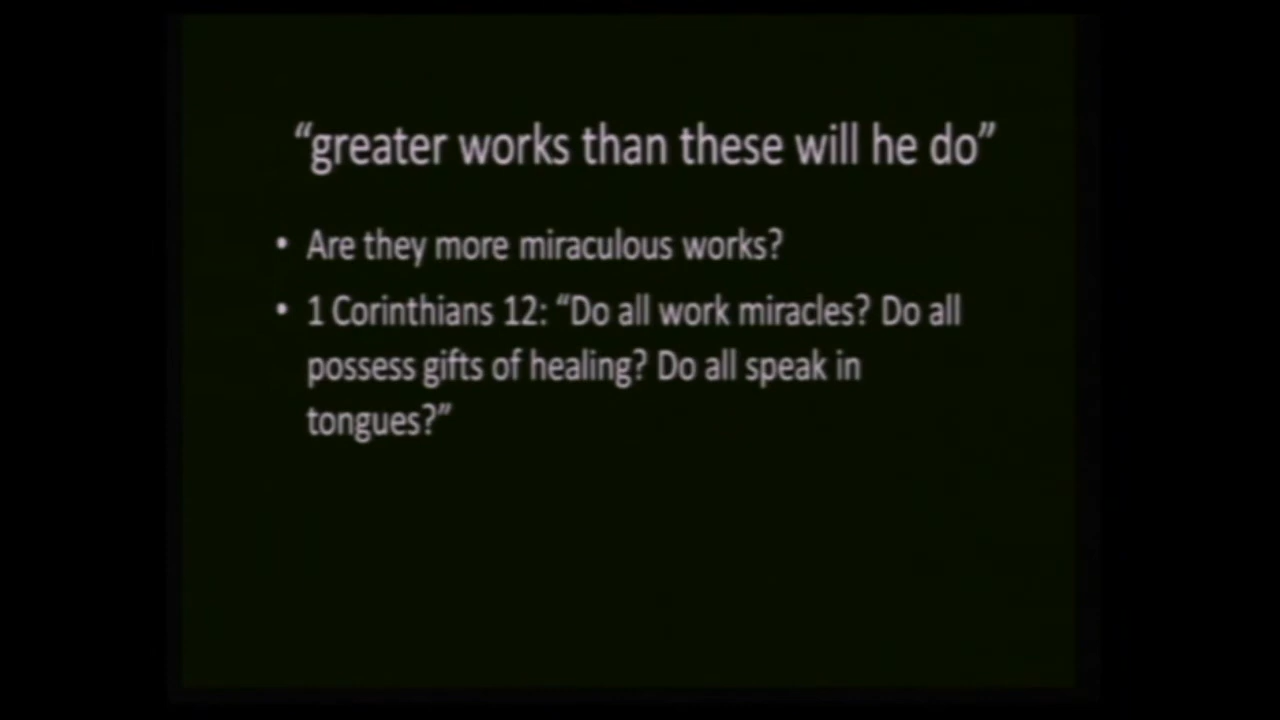 “greater works than these will he do”
• Are they more miraculous works?
• 1 Corinthians 12: “Do all work miracles? Do all
possess gifts of healing? Do all speak in
tongues?”